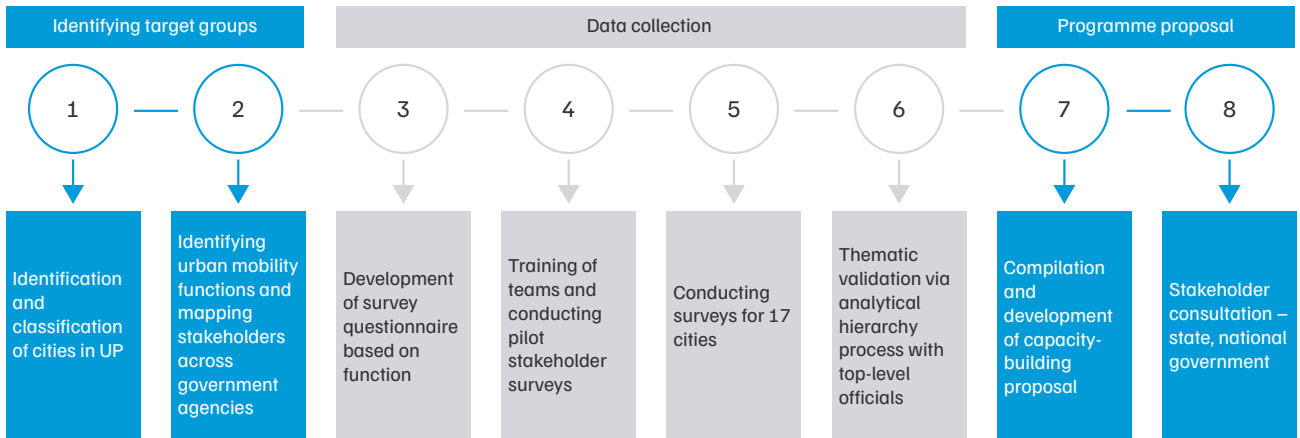 Identifying target groups
Data collection
Programme proposal
1
2
3
4
5
6
7
8
Identification
and
classification
of cities in UP
Identifying
urban mobility
functions and
mapping
stakeholders
across
government
agencies
Development
of survey
questionnaire
based on
function
Training of
teams and
conducting
pilot
stakeholder
surveys
Conducting
surveys for 17
cities
Thematic
validation via
analytical
hierarchy
process with
top-level
officials
Compilation
and
development
of capacity-
building
proposal
Stakeholder
consultation –
state, national
government